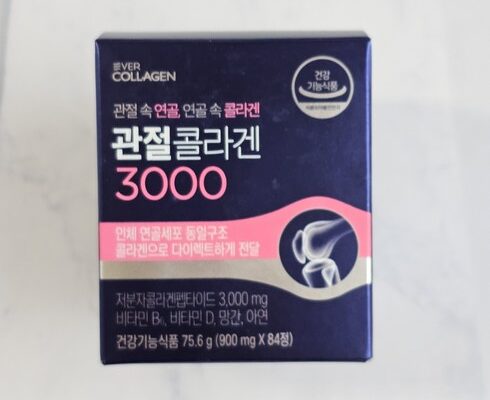 EVER
COLLAGEN
건강
기능식품
관절 속 연골, 연골 속 콜라겐
관절콜라겐
3000
인체 연골세포 동일구조
콜라겐으로 다이렉트하게 전달
저분자콜라겐펩타이드 3,000 mg
비타민 B₆, 비타민 D, 망간, 아연
건강기능식품 75.6 g (900 mg X 84정)